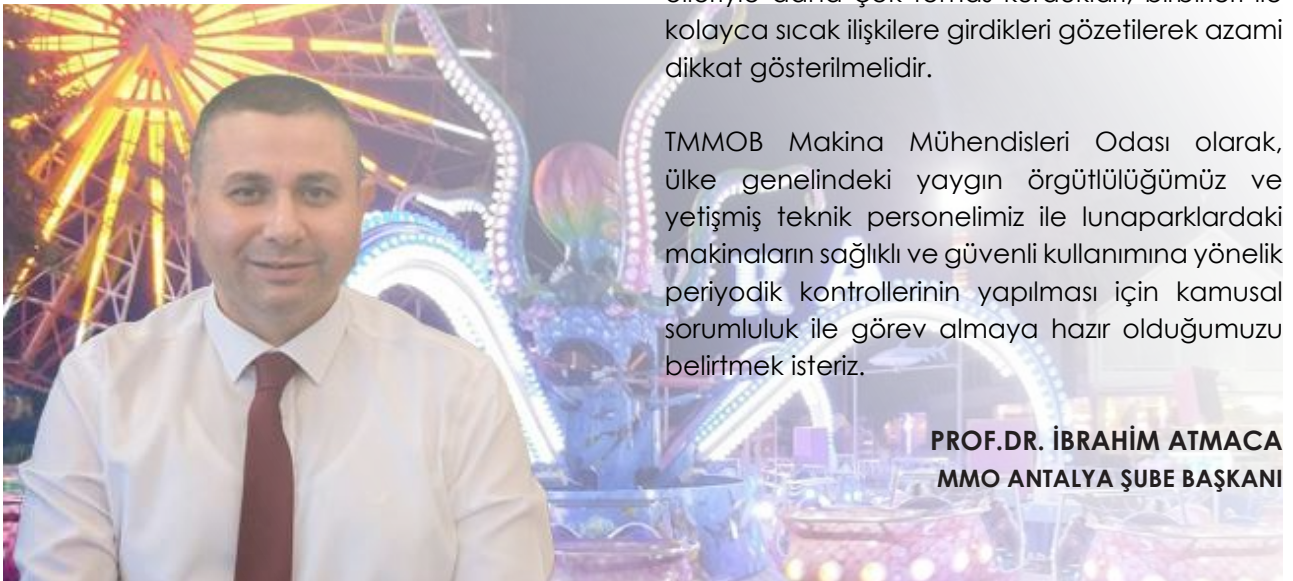 kolayca sıcak ilişkilere girdikleri gözetilerek azami
dikkat gösterilmelidir.
TMMOB Makina Mühendisleri Odası olarak,
ülke genelindeki yaygın örgütlülüğümüz ve
yetişmiş teknik personelimiz ile lunaparklardaki
makinaların sağlıklı ve güvenli kullanımına yönelik
periyodik kontrollerinin yapılması için kamusal
sorumluluk ile görev almaya hazır olduğumuzu
belirtmek isteriz.
PROF.DR. İBRAHİM ATMACA
MMO ANTALYA ŞUBE BAŞKANI